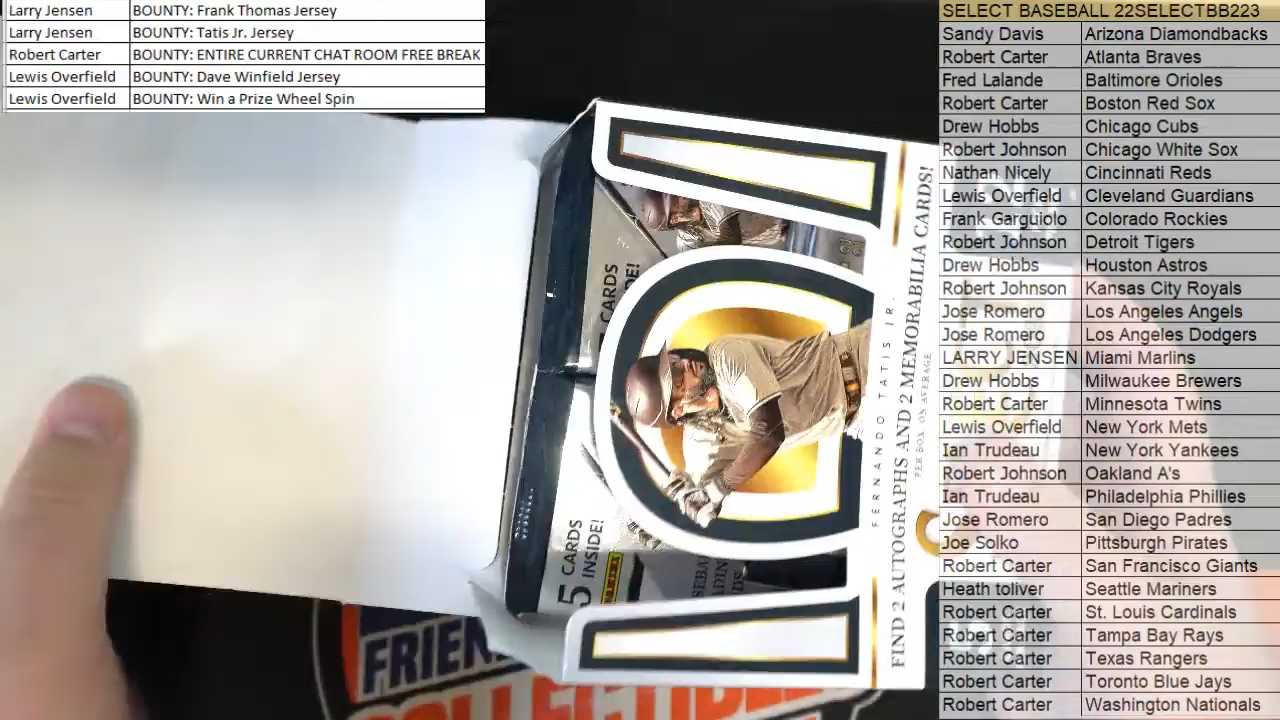 Larry Jensen BOUNTY: Frank Thomas Jersey
Larry Jensen BOUNTY: Tatis Jr. Jersey
Robert Carter BOUNTY: ENTIRE CURRENT CHAT ROOM FREE BREAK
Lewis Overfield BOUNTY: Dave Winfield Jersey
Lewis Overfield BOUNTY: Win a Prize Wheel Spin
SELECT BASEBALL 22SELECTBB223
Sandy Davis Arizona Diamondbacks
Robert Carter Atlanta Braves
Fred Lalande Baltimore Orioles
Robert Carter Boston Red Sox
Drew Hobbs Chicago Cubs
Robert Johnson Chicago White Sox
Nathan Nicely Cincinnati Reds
Lewis Overfield Cleveland Guardians
Frank Garguiolo Colorado Rockies
Robert Johnson Detroit Tigers
Drew Hobbs Houston Astros
Robert Johnson Kansas City Royals
Jose Romero Los Angeles Angels
Jose Romero Los Angeles Dodgers
LARRY JENSEN Miami Marlins
Drew Hobbs Milwaukee Brewers
Robert Carter Minnesota Twins
Lewis Overfield New York Mets
Ian Trudeau New York Yankees
Robert Johnson Oakland A's
Ian Trudeau Philadelphia Phillies
Jose Romero San Diego Padres
Joe Solko Pittsburgh Pirates
Robert Carter San Francisco Giants
Heath toliver Seattle Mariners
Robert Carter St. Louis Cardinals
Robert Carter Tampa Bay Rays
Robert Carter Texas Rangers
Robert Carter Toronto Blue Jays
Robert Carter Washington Nationals
CARDS
5 CARDS
INSIDE!
PANINI
FERNANDO TATIS JR.
FIND 2 AUTOGRAPHS AND 2 MEMORABILIA CARDS!
PER BOX, ON AVERAGE
FRIEN
COLLECTIBLE